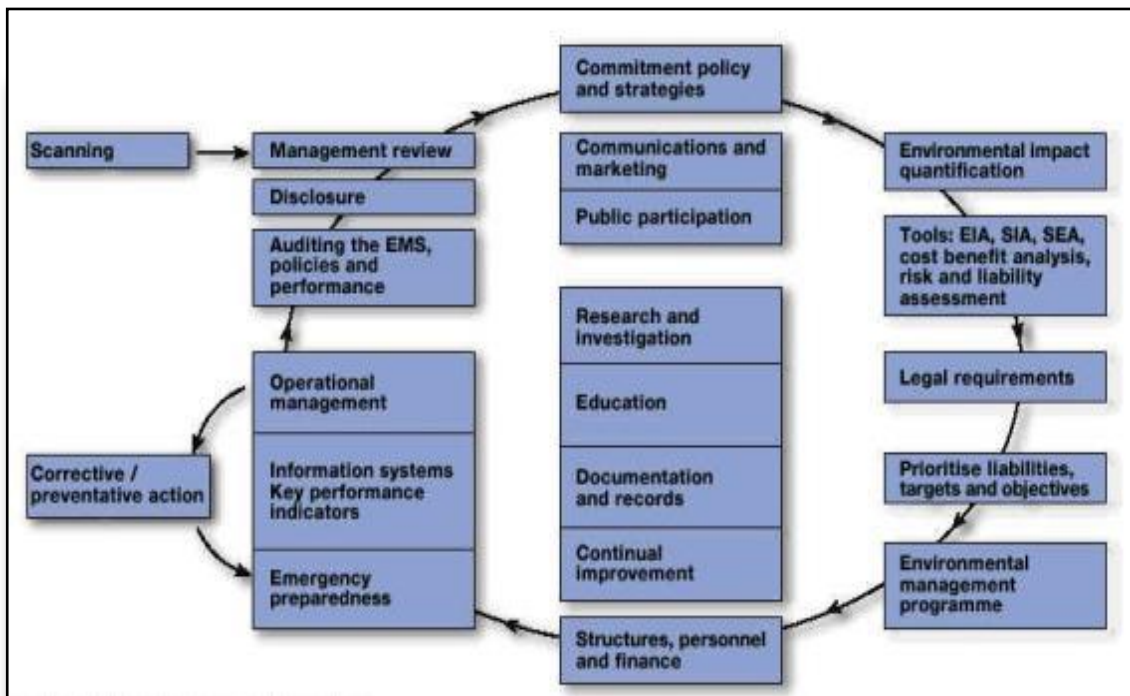 Commitment policy
and strategies
Scanning
Management review
Communications and
marketing
Environmental impact
quantification
Disclosure
Public participation
Auditing the EMS,
policies and
performance
Tools: EIA, SIA, SEA,
cost benefit analysis,
risk and liability
assessment
Research and
investigation
Operational
management
Legal requirements
Education
Corrective /
preventative action
Information systems
Key performance
indicators
Documentation
and records
Prioritise liabilities,
targets and objectives
Emergency
preparedness
Continual
improvement
Environmental
management
programme
Structures, personnel
and finance